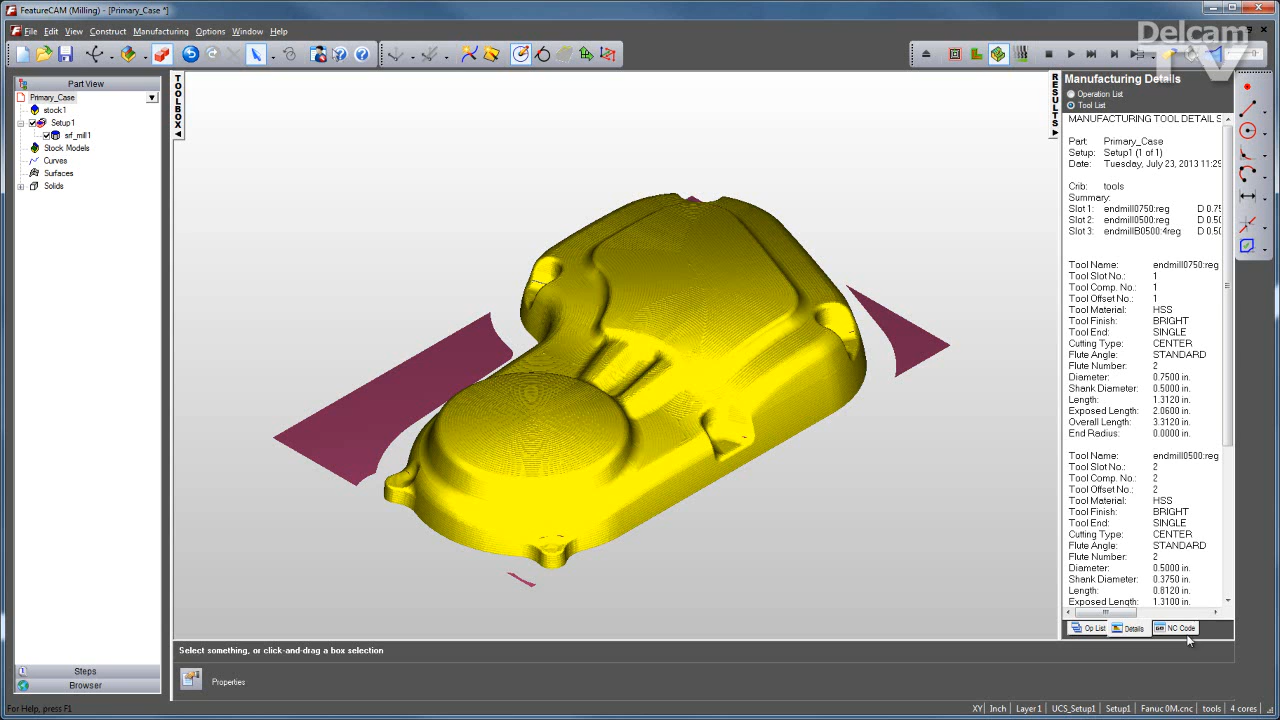 FeatureCAM (Milling) - [Primary_Case *]
File Edit View Construct Manufacturing Options Window Help
Delcam
TV
Part View
Primary_Case
stock1
Setup1
srf_mill1
Stock Models
Curves
Surfaces
Solids
Steps
Browser
TOOLBOX
RESULTS
Manufacturing Details
Operation List
Tool List
MANUFACTURING TOOL DETAIL S
Part: Primary_Case
Setup: Setup1 (1 of 1)
Date: Tuesday, July 23, 2013 11:29
Crib: tools
Summary:
Slot 1: endmill0750:reg D 0.75
Slot 2: endmill0500:reg D 0.50
Slot 3: endmillB0500:4reg D 0.50
Tool Name: endmill0750:reg
Tool Slot No.: 1
Tool Comp. No.: 1
Tool Offset No.: 1
Tool Material: HSS
Tool Finish: BRIGHT
Tool End: SINGLE
Cutting Type: CENTER
Flute Angle: STANDARD
Flute Number: 2
Diameter: 0.7500 in.
Shank Diameter: 0.5000 in.
Length: 1.3120 in.
Exposed Length: 2.0600 in.
Overall Length: 3.3120 in.
End Radius: 0.0000 in.
Tool Name: endmill0500:reg
Tool Slot No.: 2
Tool Comp. No.: 2
Tool Offset No.: 2
Tool Material: HSS
Tool Finish: BRIGHT
Tool End: SINGLE
Cutting Type: CENTER
Flute Angle: STANDARD
Flute Number: 2
Diameter: 0.5000 in.
Shank Diameter: 0.3750 in.
Length: 0.8120 in.
Exposed Length: 1.3100 in.
Op List Details NC Code
Select something, or click-and-drag a box selection
Properties
For Help, press F1
XY Inch Layer1 UCS_Setup1 Setup1 Fanuc 0M.cnc tools 4 cores